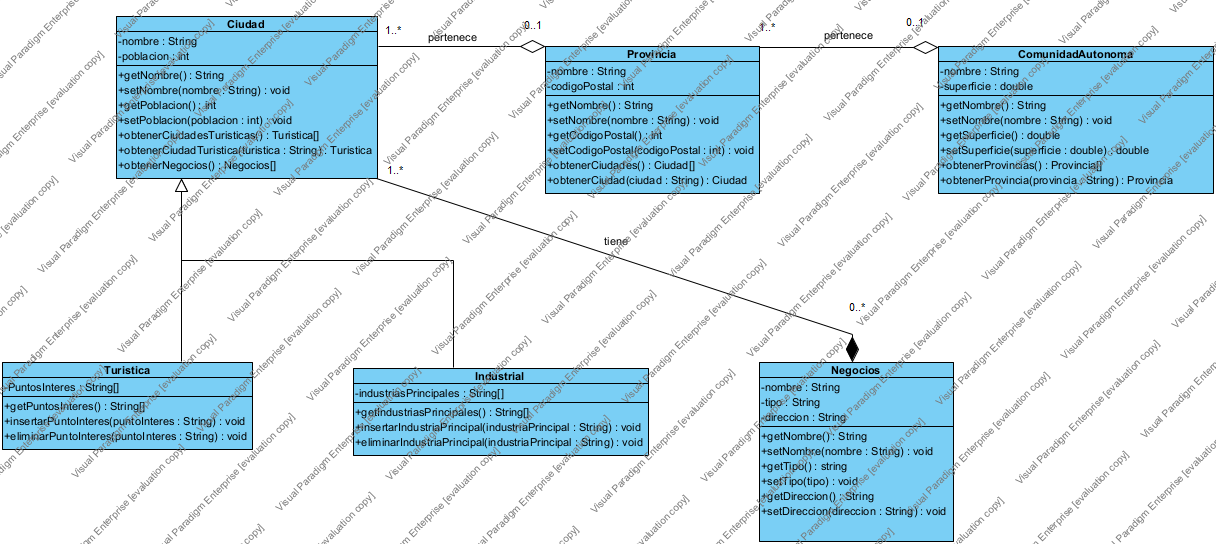 Ciudad
-nombre : String
-poblacion : int
+getNombre() : String
+setNombre(nombre : String) : void
+getPoblacion() : int
+setPoblacion(poblacion : int) : void
+obtenerCiudadesTuristicas() : Turistica[]
+obtenerCiudadTuristica(turistica : String) : Turistica
+obtenerNegocios() : Negocios[]
1..*
pertenece
0..1
Provincia
-nombre : String
-codigoPostal : int
+getNombre() : String
+setNombre(nombre : String) : void
+getCodigoPostal() : int
+setCodigoPostal(codigoPostal : int) : void
+obtenerCiudades() : Ciudad[]
+obtenerCiudad(ciudad : String) : Ciudad
1..*
pertenece
0..1
ComunidadAutonoma
-nombre : String
-superficie : double
+getNombre() : String
+setNombre(nombre : String) : void
+getSuperficie() : double
+setSuperficie(superficie : double) : double
+obtenerProvincias() : Provincia[]
+obtenerProvincia(provincia : String) : Provincia
1..*
tiene
0..*
Turistica
-PuntosInteres : String[]
+getPuntosInteres() : String[]
+insertarPuntoInteres(puntoInteres : String) : void
+eliminarPuntoInteres(puntoInteres : String) : void
Industrial
-industriasPrincipales : String[]
+getIndustriasPrincipales() : String[]
+insertarIndustriaPrincipal(industriaPrincipal : String) : void
+eliminarIndustriaPrincipal(industriaPrincipal : String) : void
Negocios
-nombre : String
-tipo : String
-direccion : String
+getNombre() : String
+setNombre(nombre : String) : void
+getTipo() : string
+setTipo(tipo) : void
+getDireccion() : String
+setDireccion(direccion : String) : void
Visual Paradigm Enterprise [evaluation copy]